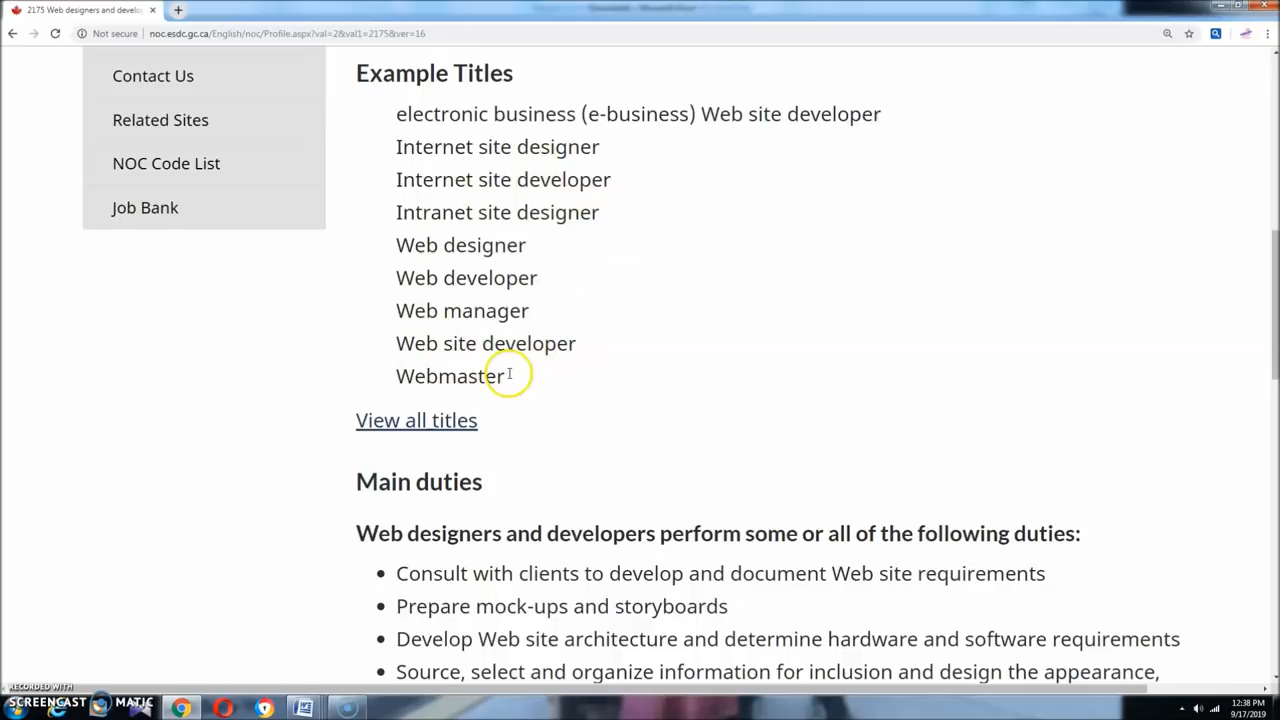 2175 Web designers and develop
Not secure
noc.esdc.gc.ca/English/noc/Profile.aspx?val=2&val1=2175&ver=16
Contact Us
Related Sites
NOC Code List
Job Bank
Example Titles
electronic business (e-business) Web site developer
Internet site designer
Internet site developer
Intranet site designer
Web designer
Web developer
Web manager
Web site developer
Webmaster
View all titles
Main duties
Web designers and developers perform some or all of the following duties:
• Consult with clients to develop and document Web site requirements
• Prepare mock-ups and storyboards
• Develop Web site architecture and determine hardware and software requirements
• Source, select and organize information for inclusion and design the appearance,
RECORDED WITH
SCREENCAST MATIC
12:38 PM
9/17/2019